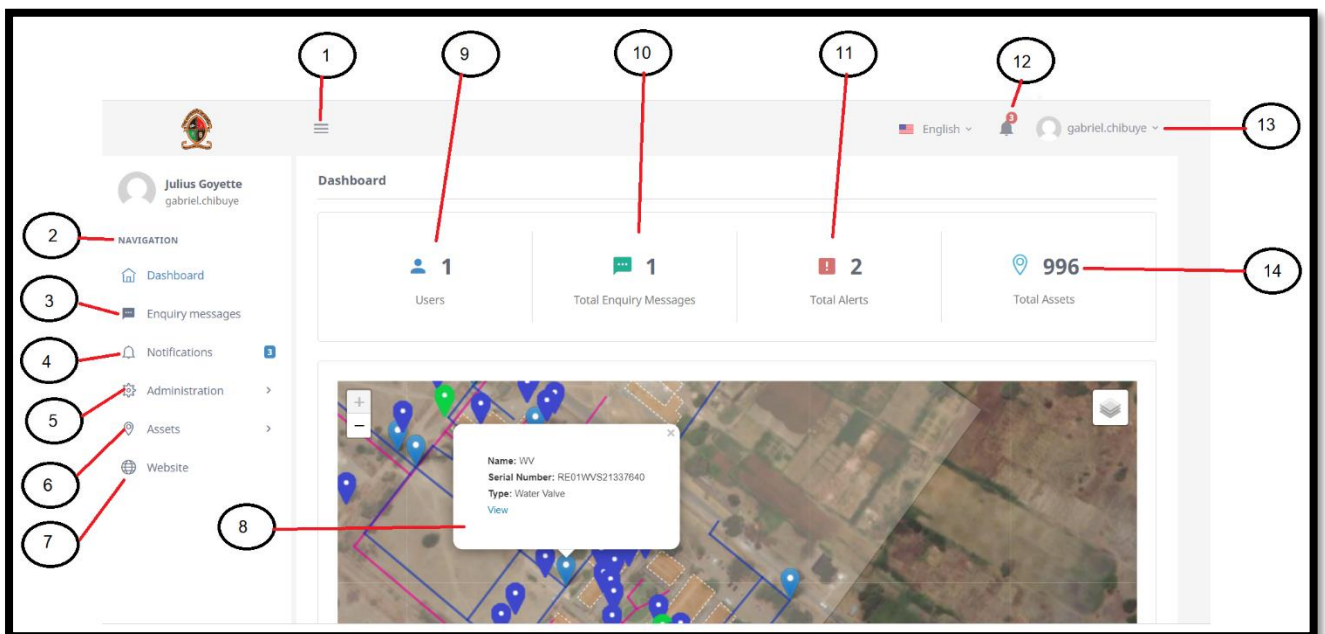 1
9
10
11
12
English
3
gabriel.chibuye
13
Julius Goyette
gabriel.chibuye
Dashboard
2
NAVIGATION
Dashboard
3
Enquiry messages
4
Notifications
3
5
Administration
6
Assets
7
Website
1
Users
1
Total Enquiry Messages
2
Total Alerts
996
Total Assets
14
+
−
×
Name: WV
Serial Number: RE01WVS21337640
Type: Water Valve
View
8